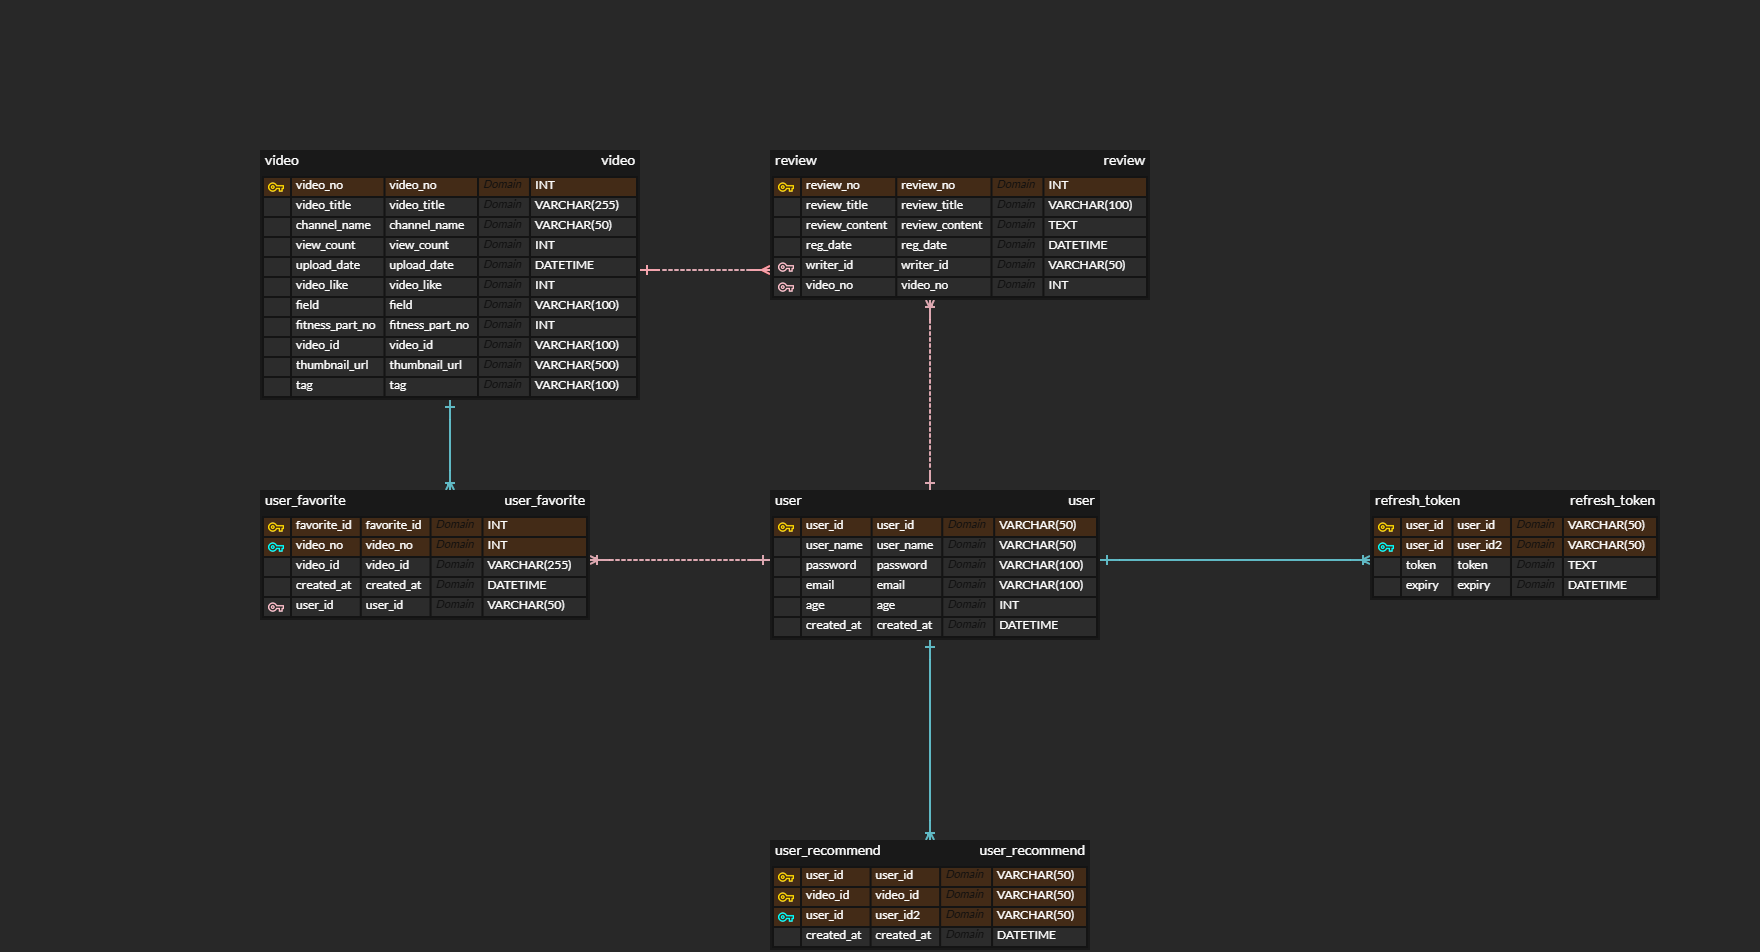 video video
video_no video_no Domain INT
video_title video_title Domain VARCHAR(255)
channel_name channel_name Domain VARCHAR(50)
view_count view_count Domain INT
upload_date upload_date Domain DATETIME
video_like video_like Domain INT
field field Domain VARCHAR(100)
fitness_part_no fitness_part_no Domain INT
video_id video_id Domain VARCHAR(100)
thumbnail_url thumbnail_url Domain VARCHAR(500)
tag tag Domain VARCHAR(100)
review review
review_no review_no Domain INT
review_title review_title Domain VARCHAR(100)
review_content review_content Domain TEXT
reg_date reg_date Domain DATETIME
writer_id writer_id Domain VARCHAR(50)
video_no video_no Domain INT
user_favorite user_favorite
favorite_id favorite_id Domain INT
video_no video_no Domain INT
video_id video_id Domain VARCHAR(255)
created_at created_at Domain DATETIME
user_id user_id Domain VARCHAR(50)
user user
user_id user_id Domain VARCHAR(50)
user_name user_name Domain VARCHAR(50)
password password Domain VARCHAR(100)
email email Domain VARCHAR(100)
age age Domain INT
created_at created_at Domain DATETIME
refresh_token refresh_token
user_id user_id Domain VARCHAR(50)
user_id user_id2 Domain VARCHAR(50)
token token Domain TEXT
expiry expiry Domain DATETIME
user_recommend user_recommend
user_id user_id Domain VARCHAR(50)
video_id video_id Domain VARCHAR(50)
user_id user_id2 Domain VARCHAR(50)
created_at created_at Domain DATETIME